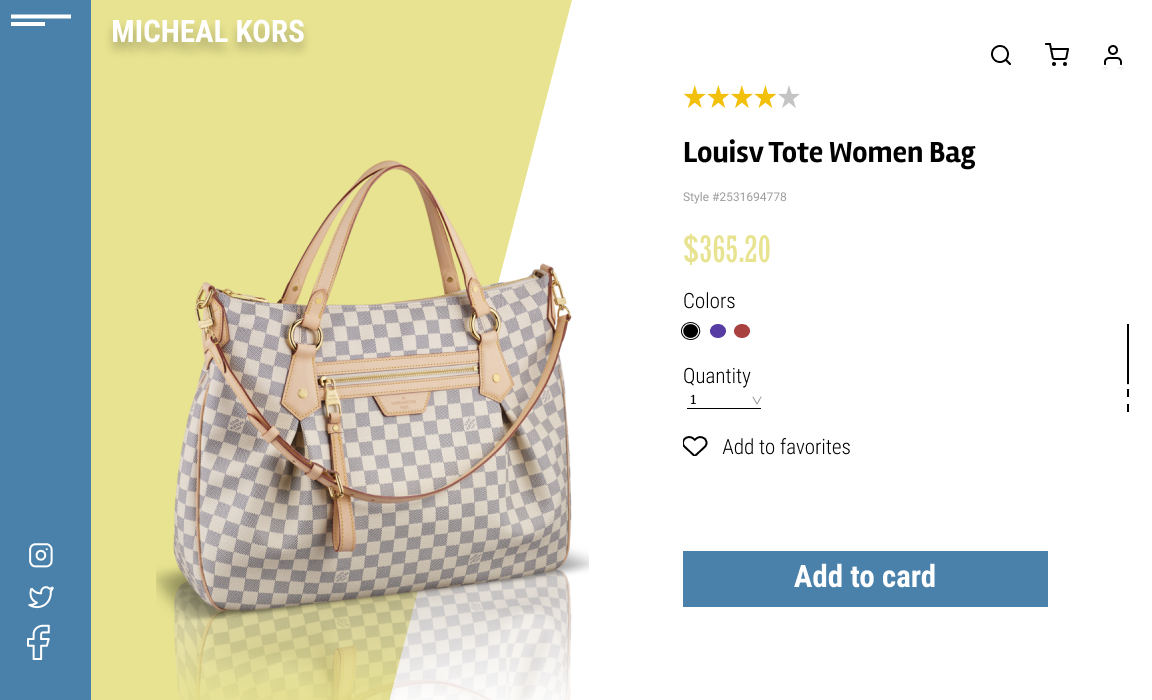 MICHEAL KORS
Louisv Tote Women Bag
Style #2531694778
$365.20
Colors
Quantity
1
Add to favorites
Add to card